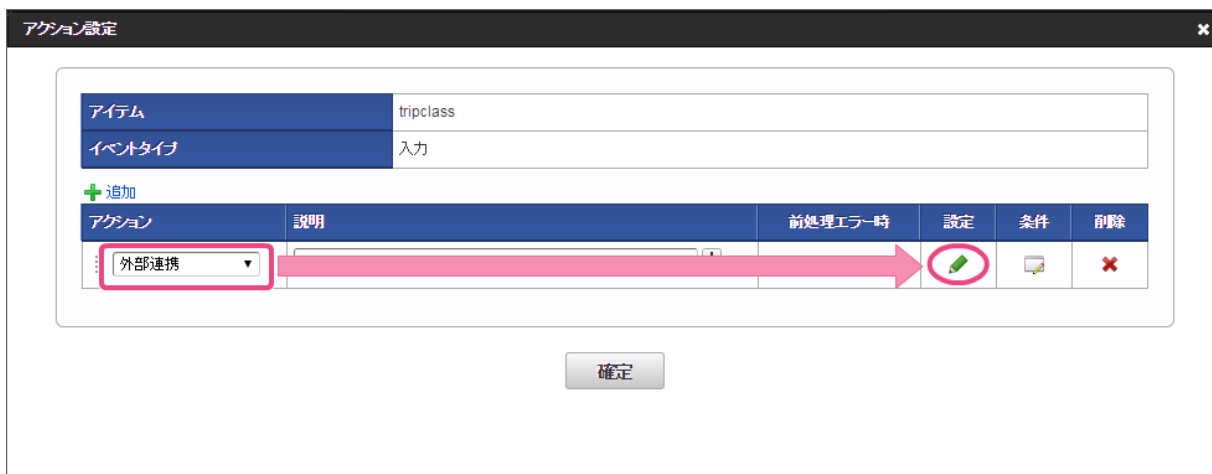 アクション設定
アイテム tripclass
イベントタイプ 入力
追加
アクション 説明 前処理エラー時 設定 条件 削除
外部連携
確定